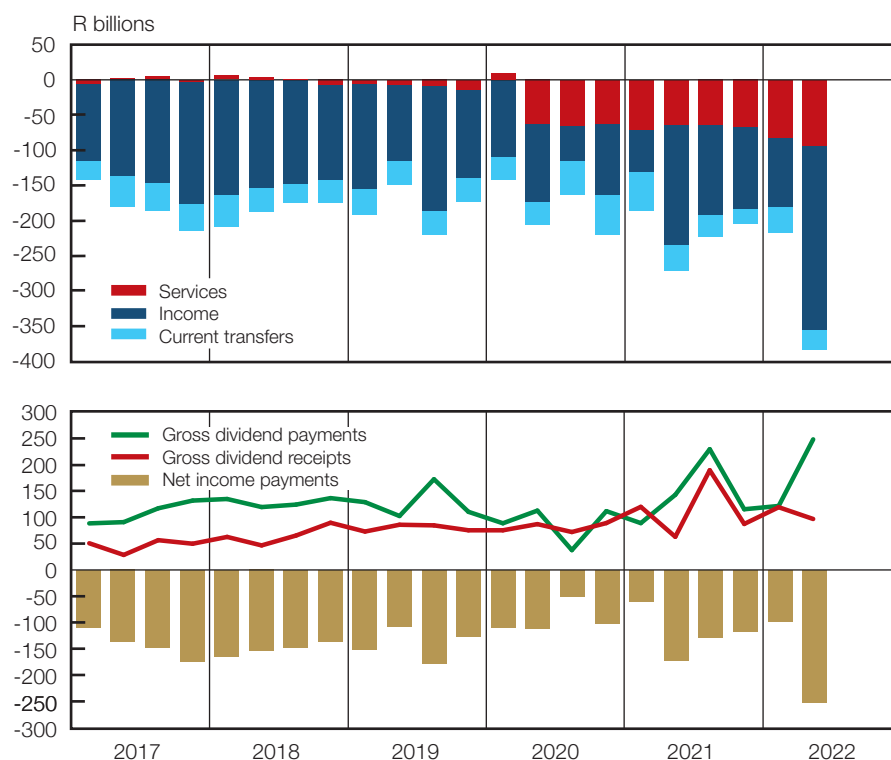 R billions
50
0
-50
-100
-150
-200
-250
-300
-350
-400
Services
Income
Current transfers
300
250
200
150
100
50
0
-50
-100
-150
-200
-250
-300
Gross dividend payments
Gross dividend receipts
Net income payments
2017 2018 2019 2020 2021 2022